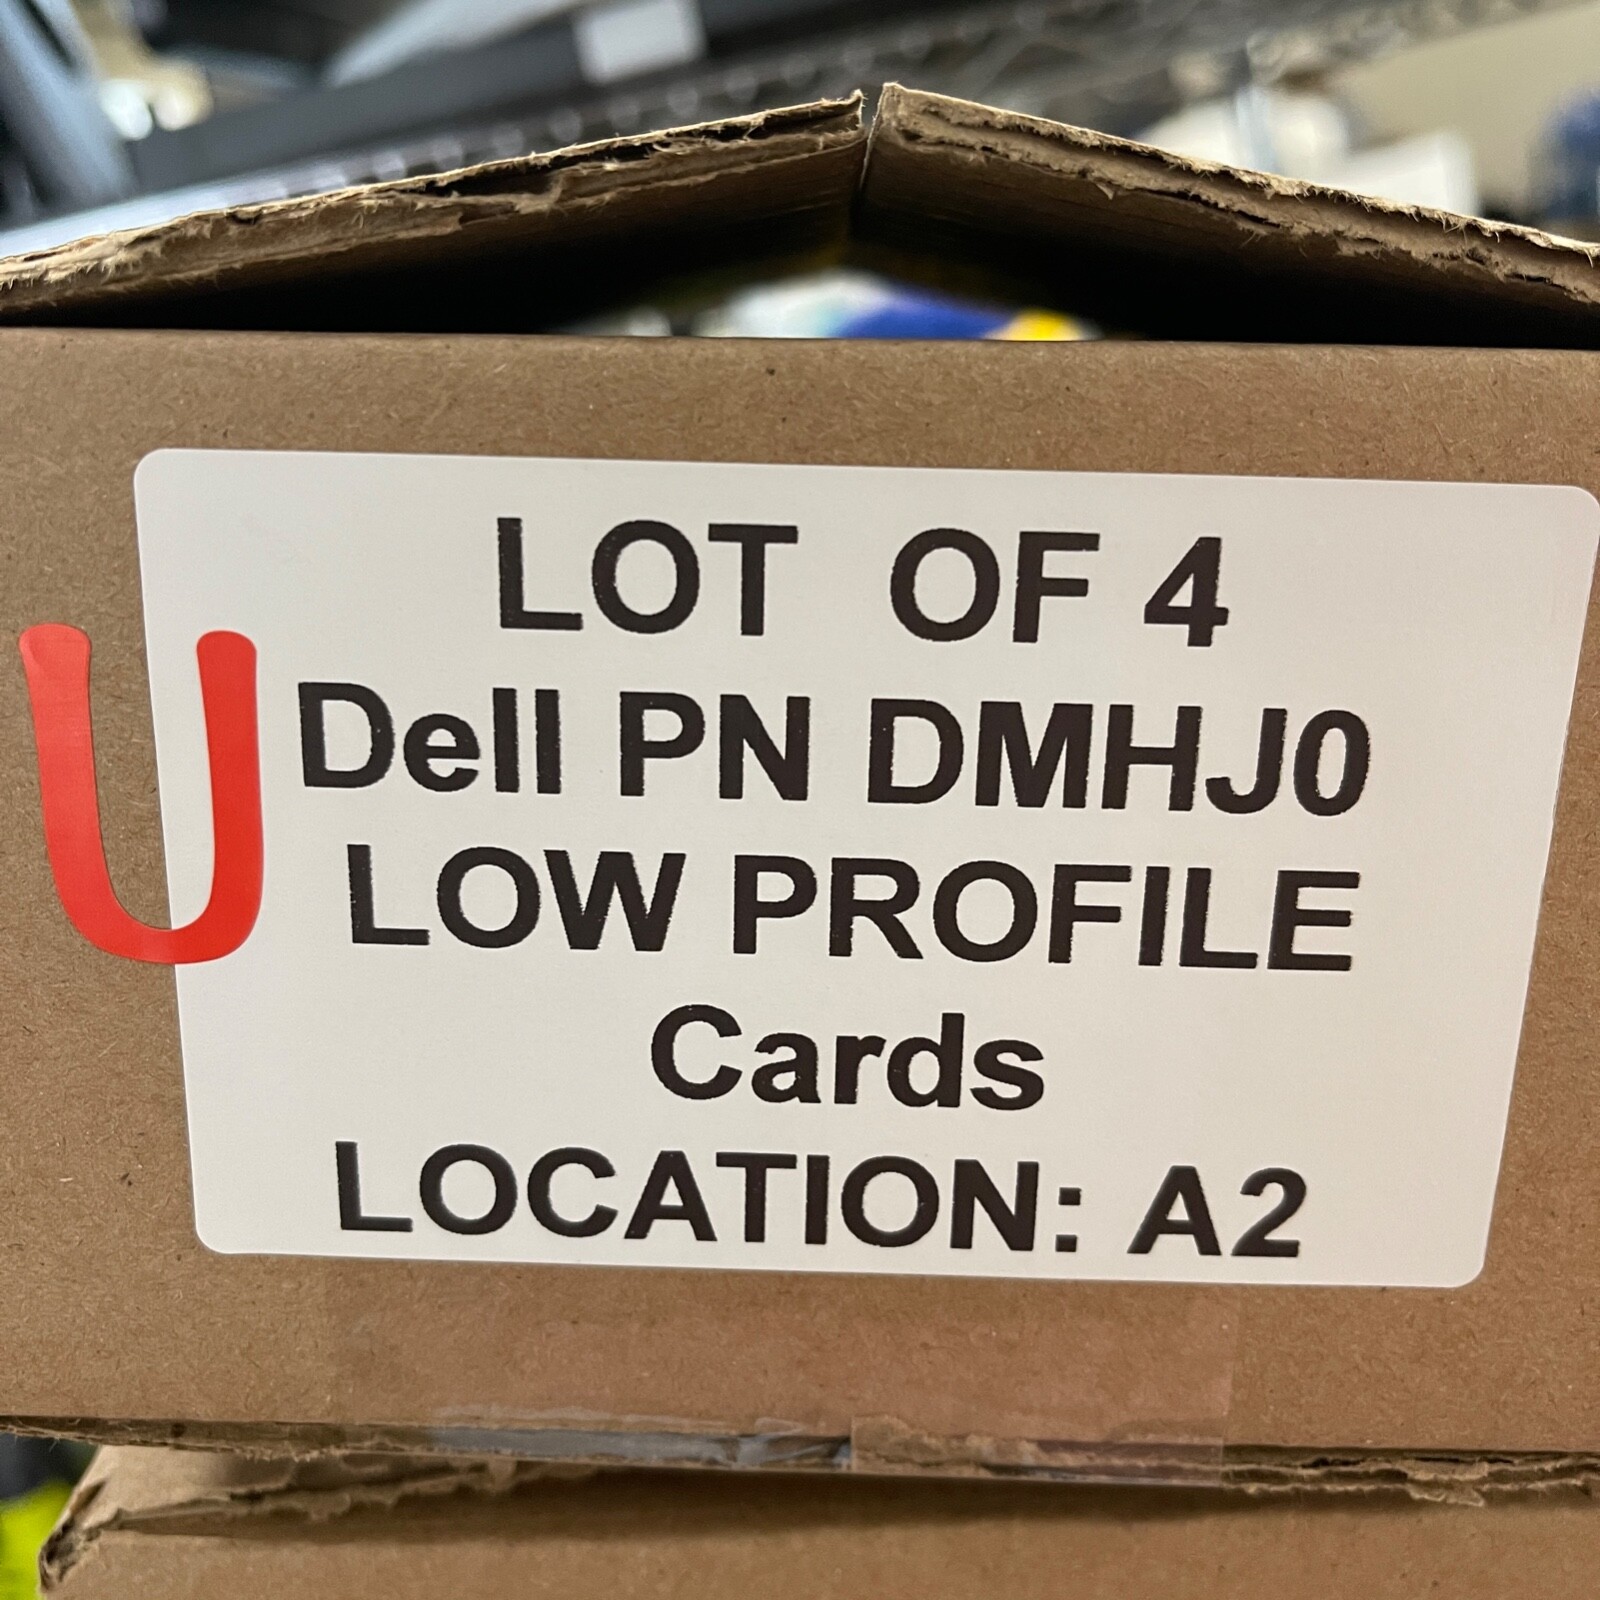 LOT OF 4
U
Dell PN DMHJ0
LOW PROFILE
Cards
LOCATION: A2